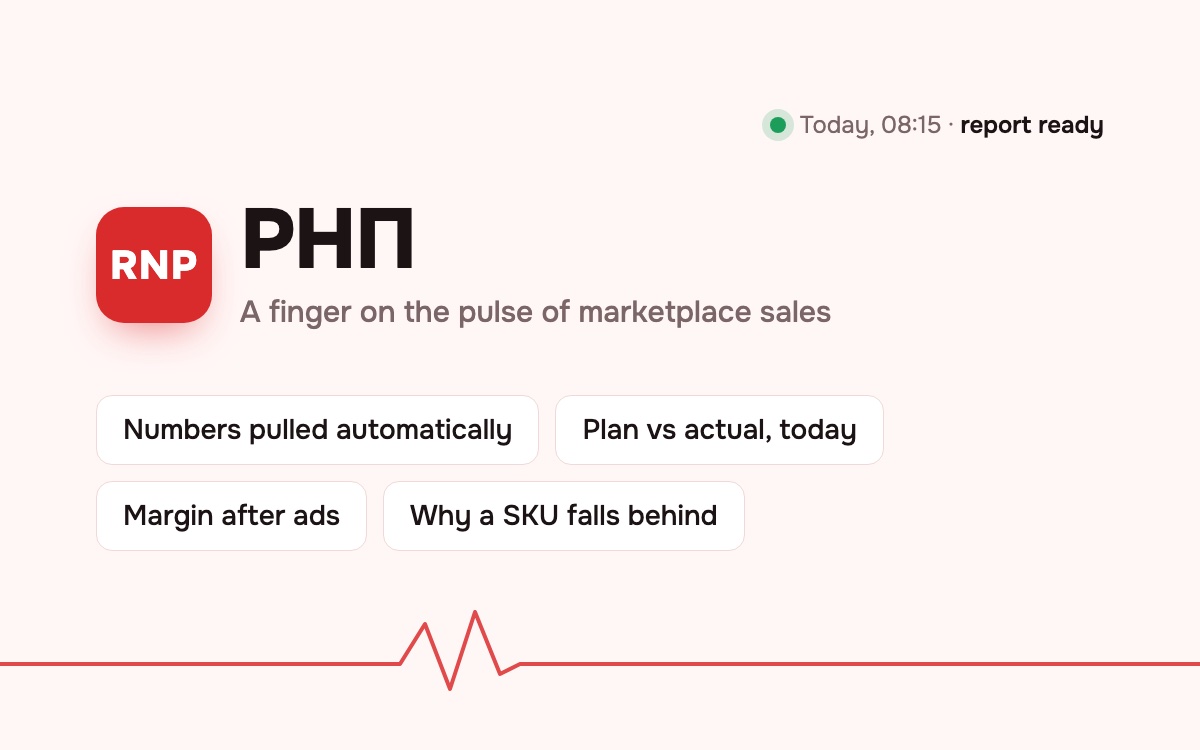 Today, 08:15 · report ready
RNP
РНП
A finger on the pulse of marketplace sales
Numbers pulled automatically
Plan vs actual, today
Margin after ads
Why a SKU falls behind